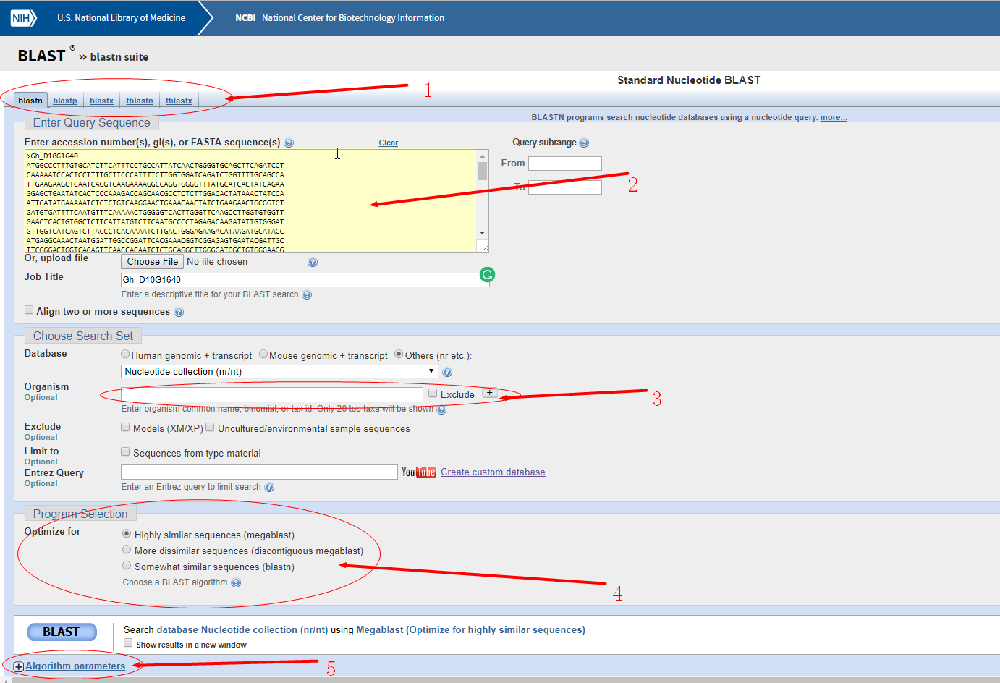 NIH U.S. National Library of Medicine NCBI National Center for Biotechnology Information
BLAST ® » blastn suite
Standard Nucleotide BLAST
1
blastn blastp blastx tblastn tblastx
Enter Query Sequence
BLASTN programs search nucleotide databases using a nucleotide query. more...
Enter accession number(s), gi(s), or FASTA sequence(s) Clear Query subrange
>Gh_D10G1640
ATGGCCCTTTGTGCATCTTCATTTCCTGCCATTATCAACTGGGGTGCAGCTTCAGATCCT
CAAAAATCCACTCCTTTTGCTTCCCATTTTCTTGGTGGATCAGATCTGGTTTTGCAGCCA
TTGAAGAAGCTCAATCAGGTCAAGAAAAGGCCAGGTGGGGTTTATGCATCACTATCAGAA
GGAGCTGAATATCACTCCCAAAGACCAGCAACGCCTCTCTTGGACACTATAAACTATCCA
ATTCATATGAAAAATCTCTCTGTCAAGGAACTGAAACAACTATCTGAAGAACTGCGGTCT
GATGTGATTTTCAATGTTTCAAAAACTGGGGGTCACTTGGGTTCAAGCCTTGGTGTGGTT
GAACTCACTGTGGCTCTTCATTATGTCTTCAATGCCCCTAGAGACAAGATATTGTGGGAT
GTTGGTCATCAGTCTTACCCTCACAAAATCTTGACTGGGAGAAGACATAAGATGCATACC
ATGAGGCAAACTAATGGATTGGCCGGATTCACGAAACGGTCGGAGAGTGAATACGATTGC
TTCGGGACTGGTCACAGTTCAACCACAATCTCTGCAGGCTTGGGGATGGCTGTGGGAAGG
From
To
2
Or, upload file Choose File No file chosen
Job Title Gh_D10G1640
Enter a descriptive title for your BLAST search
Align two or more sequences
Choose Search Set
Database Human genomic + transcript Mouse genomic + transcript Others (nr etc.):
Nucleotide collection (nr/nt)
Organism
Optional
Exclude +
3
Enter organism common name, binomial, or tax id. Only 20 top taxa will be shown
Exclude
Optional
Models (XM/XP) Uncultured/environmental sample sequences
Limit to
Optional
Sequences from type material
Entrez Query
Optional
YouTube Create custom database
Enter an Entrez query to limit search
Program Selection
Optimize for
Highly similar sequences (megablast)
More dissimilar sequences (discontiguous megablast)
Somewhat similar sequences (blastn)
Choose a BLAST algorithm
4
BLAST Search database Nucleotide collection (nr/nt) using Megablast (Optimize for highly similar sequences)
Show results in a new window
Algorithm parameters
5